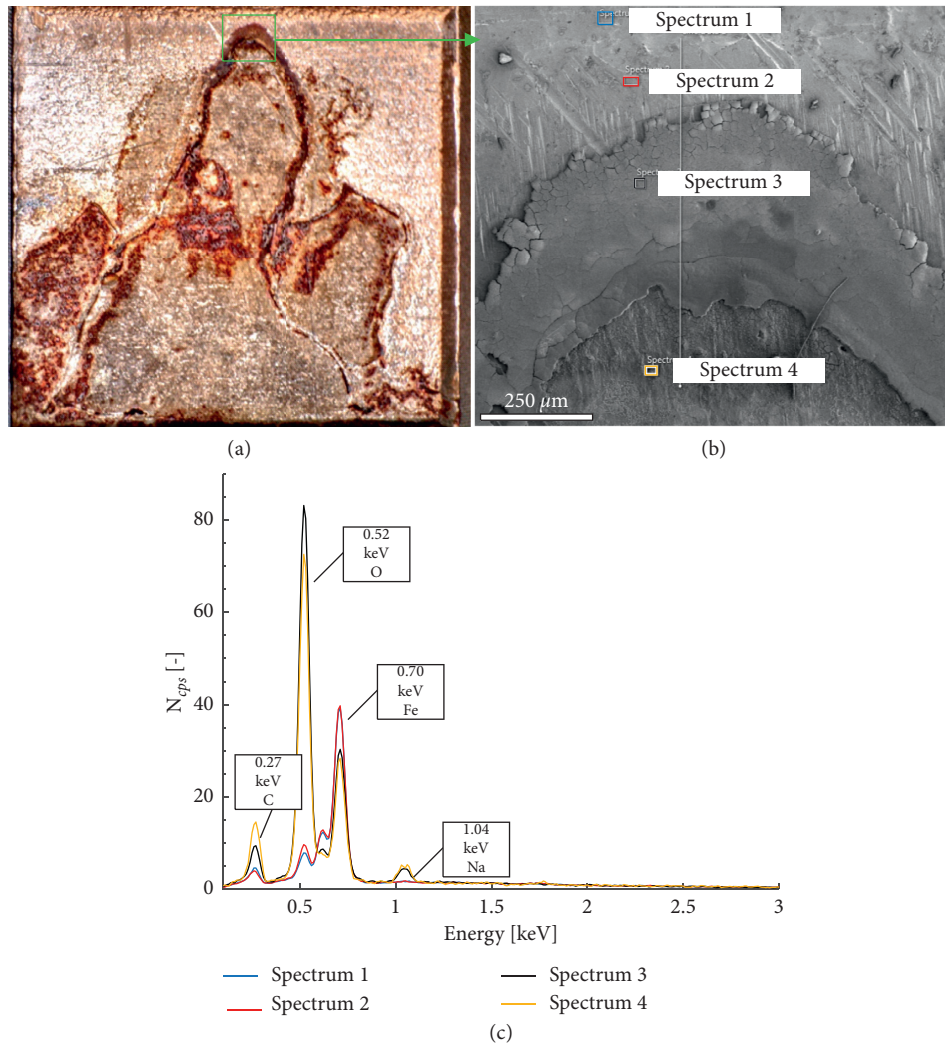 Spectrum 1
Spectrum 2
Spectrum 3
Spectrum 4
250 μm
(a)
(b)
80
60
40
20
0
N_cps [-]
0.52
keV
O
0.70
keV
Fe
0.27
keV
C
1.04
keV
Na
0.5
1
1.5
2
2.5
3
Energy [keV]
Spectrum 1
Spectrum 2
Spectrum 3
Spectrum 4
(c)